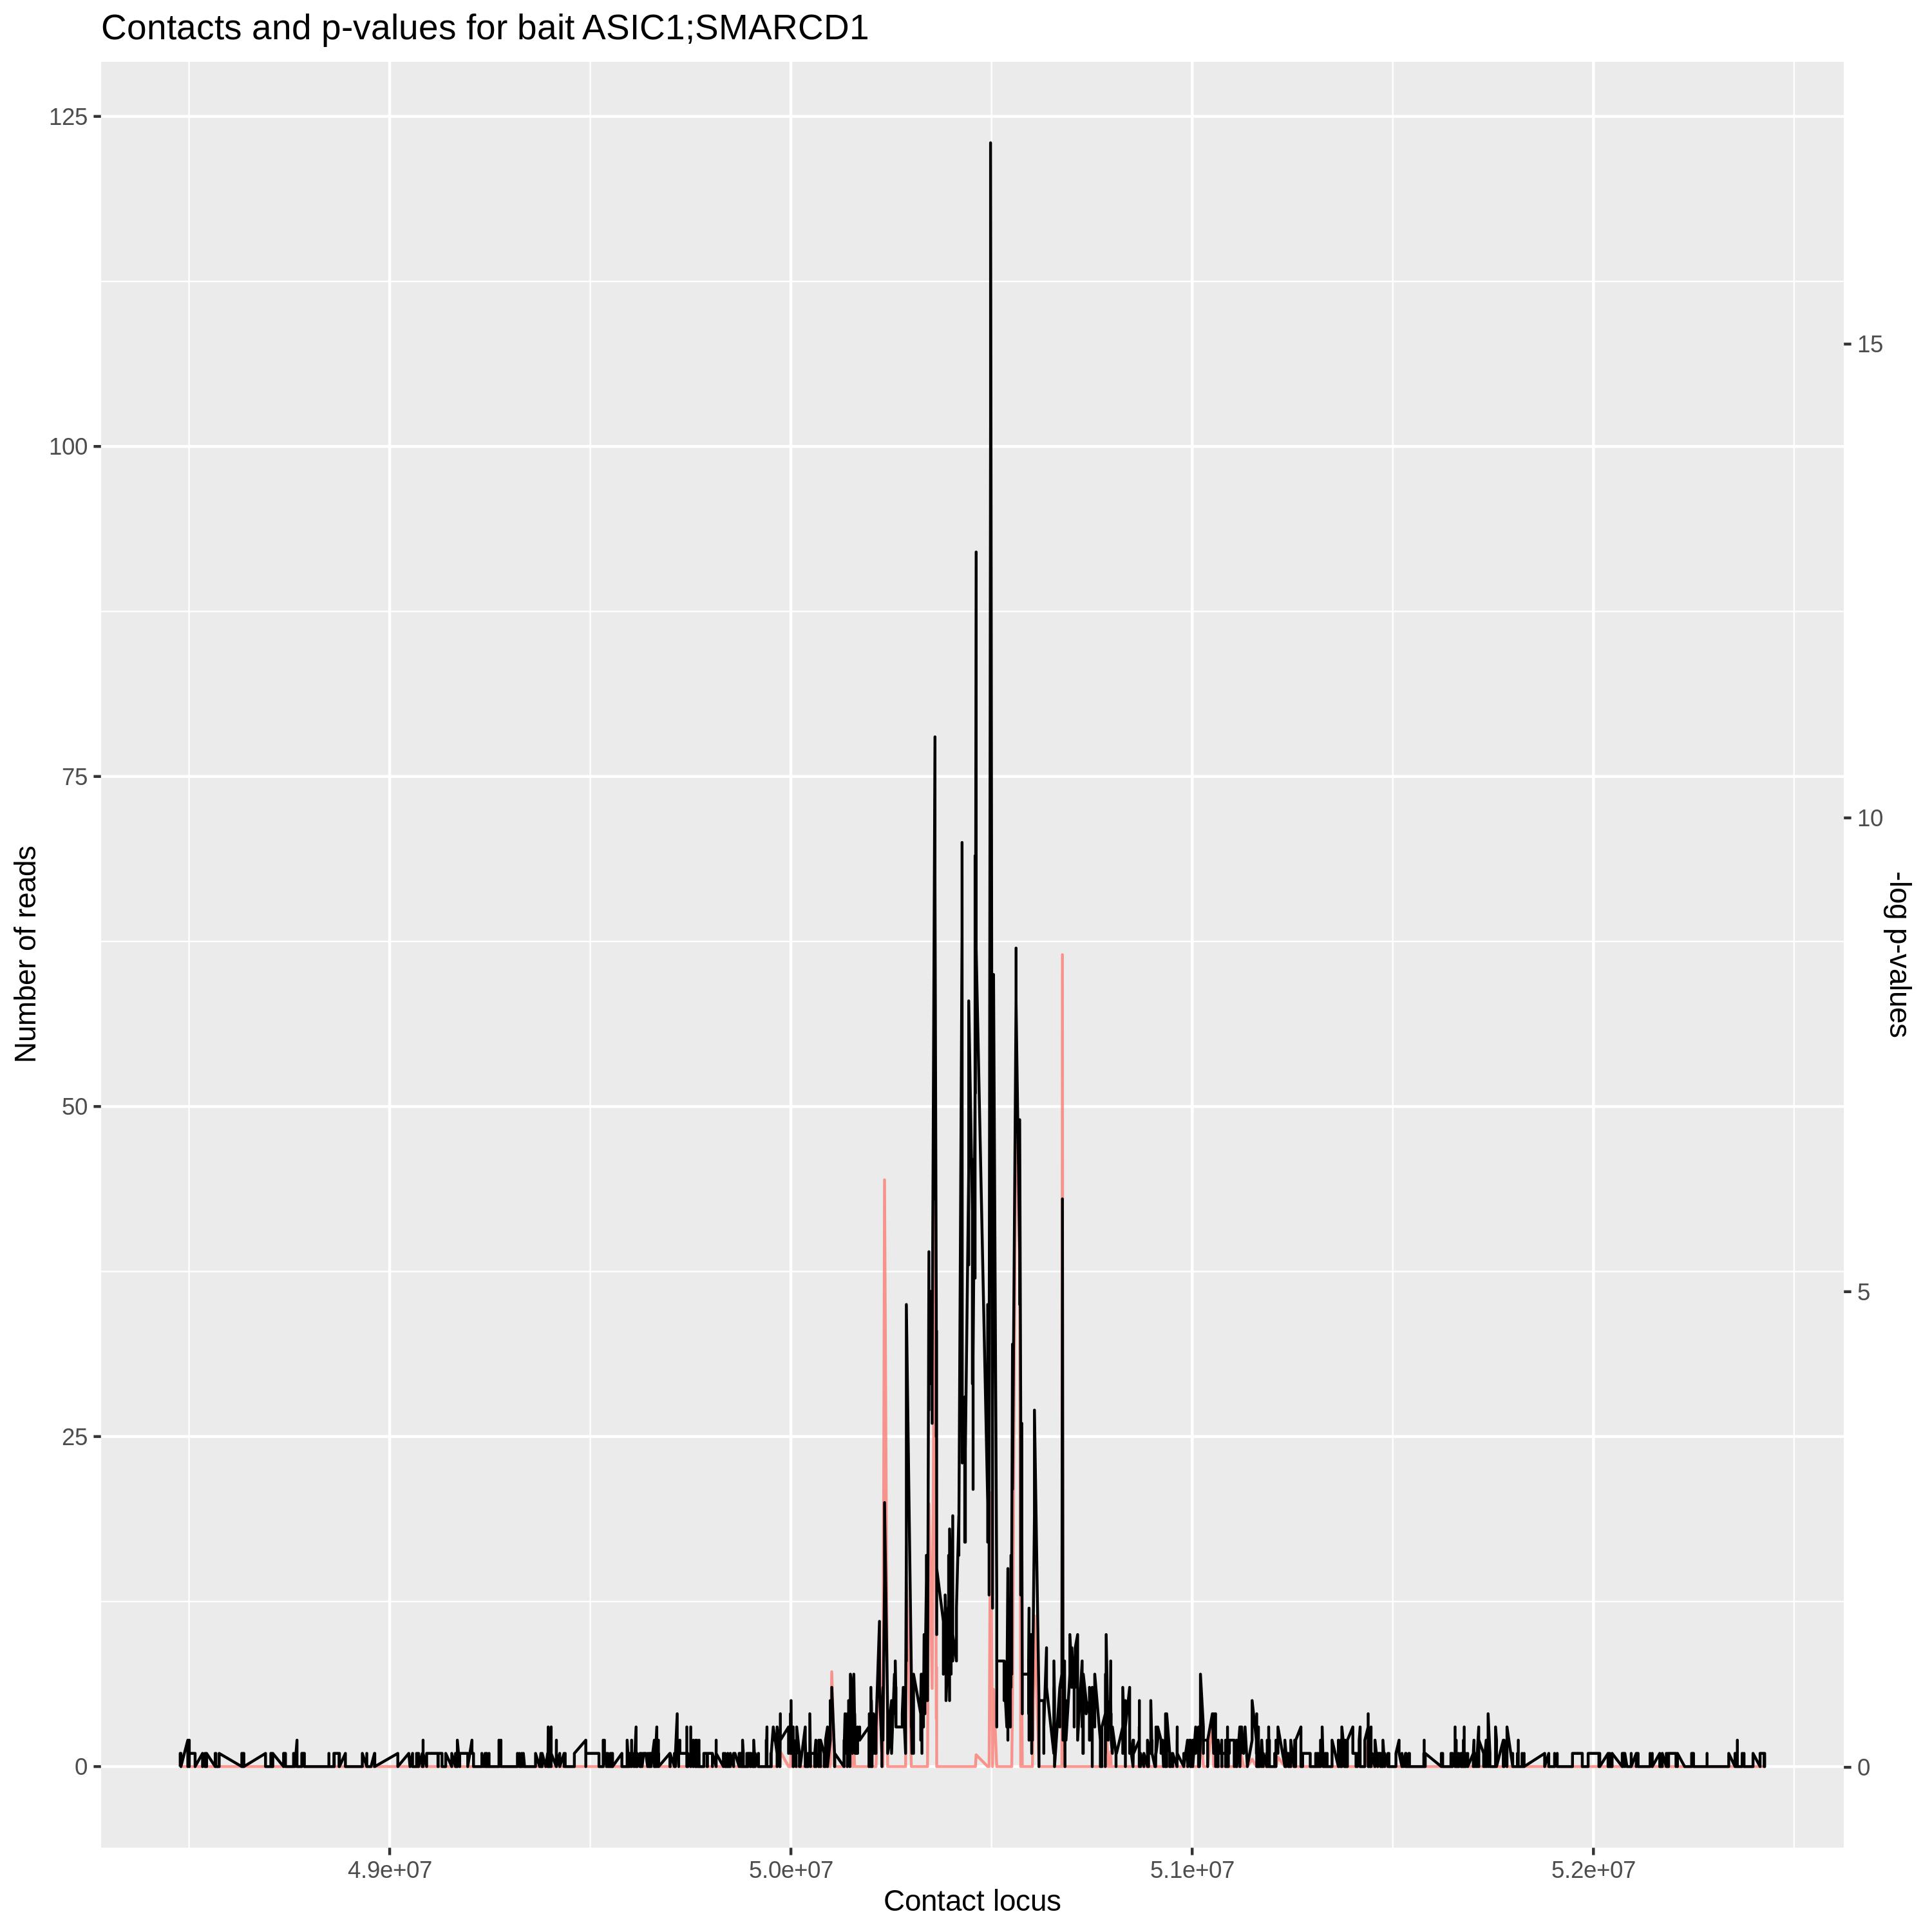 Contacts and p-values for bait ASIC1;SMARCD1
125
100
75
50
25
0
Number of reads
15
10
5
0
-log p-values
4.9e+07
5.0e+07
5.1e+07
5.2e+07
Contact locus